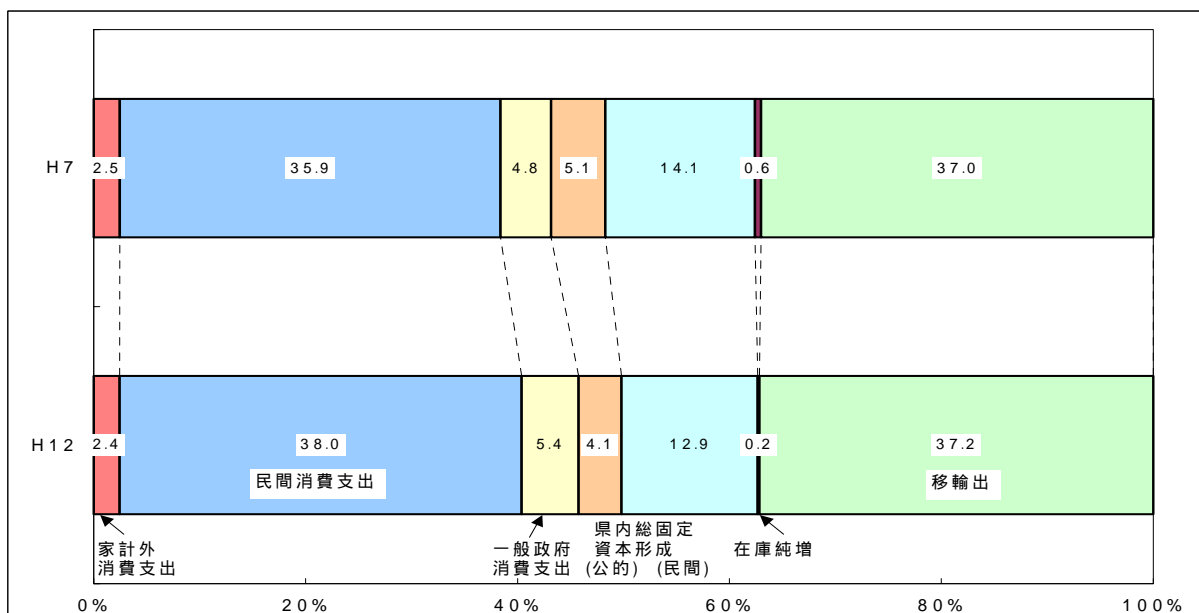 H7
2.5
35.9
4.8
5.1
14.1
0.6
37.0
H12
2.4
38.0
5.4
4.1
12.9
0.2
37.2
民間消費支出
移輸出
家計外
消費支出
一般政府
消費支出
県内総固定
資本形成
(公的) (民間)
在庫純増
0%
20%
40%
60%
80%
100%